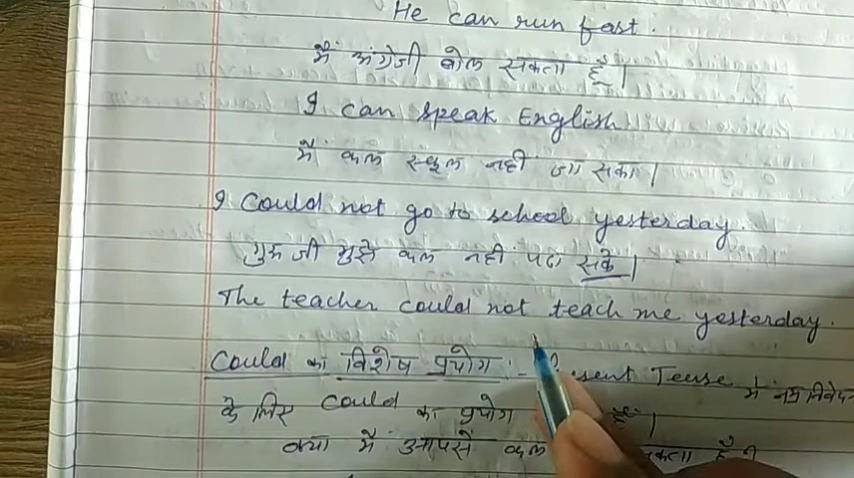 He can run fast.
मैं अंग्रेजी बोल सकता हूँ।
I can speak English
मैं कल स्कूल नहीं जा सका।
I Could not go to school yesterday.
गुरु जी मुझे कल नहीं पढा सके।
The teacher could not teach me yesterday.
Could का विशेष प्रयोग :- Tense में नम्र निवेदन
के लिए Could का प्रयोग है।
क्या मैं आपसे कल हूँ